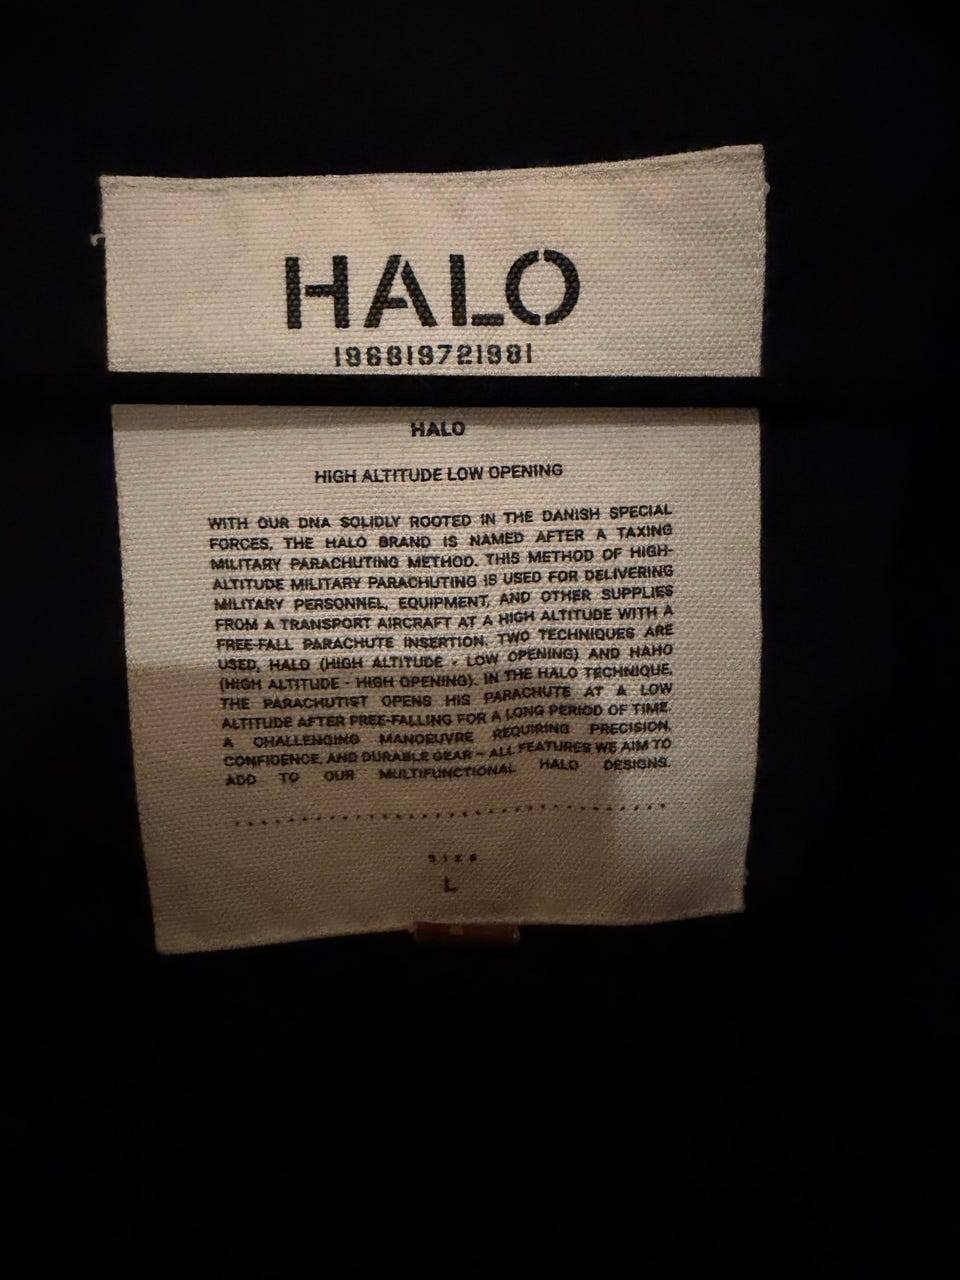 HALO
196819721981
HALO
HIGH ALTITUDE LOW OPENING
WITH OUR DNA SOLIDLY ROOTED IN THE DANISH SPECIAL
FORCES, THE HALO BRAND IS NAMED AFTER A TAXING
MILITARY PARACHUTING METHOD. THIS METHOD OF HIGH-
ALTITUDE MILITARY PARACHUTING IS USED FOR DELIVERING
MILITARY PERSONNEL, EQUIPMENT, AND OTHER SUPPLIES
FROM A TRANSPORT AIRCRAFT AT A HIGH ALTITUDE WITH A
FREE-FALL PARACHUTE INSERTION. TWO TECHNIQUES ARE
USED, HALO (HIGH ALTITUDE - LOW OPENING) AND HAHO
(HIGH ALTITUDE - HIGH OPENING). IN THE HALO TECHNIQUE,
THE PARACHUTIST OPENS HIS PARACHUTE AT A LOW
ALTITUDE AFTER FREE-FALLING FOR A LONG PERIOD OF TIME.
A CHALLENGING MANOEUVRE REQUIRING PRECISION,
CONFIDENCE, AND DURABLE GEAR – ALL FEATURES WE AIM TO
ADD TO OUR MULTIFUNCTIONAL HALO DESIGNS.
SIZE
L